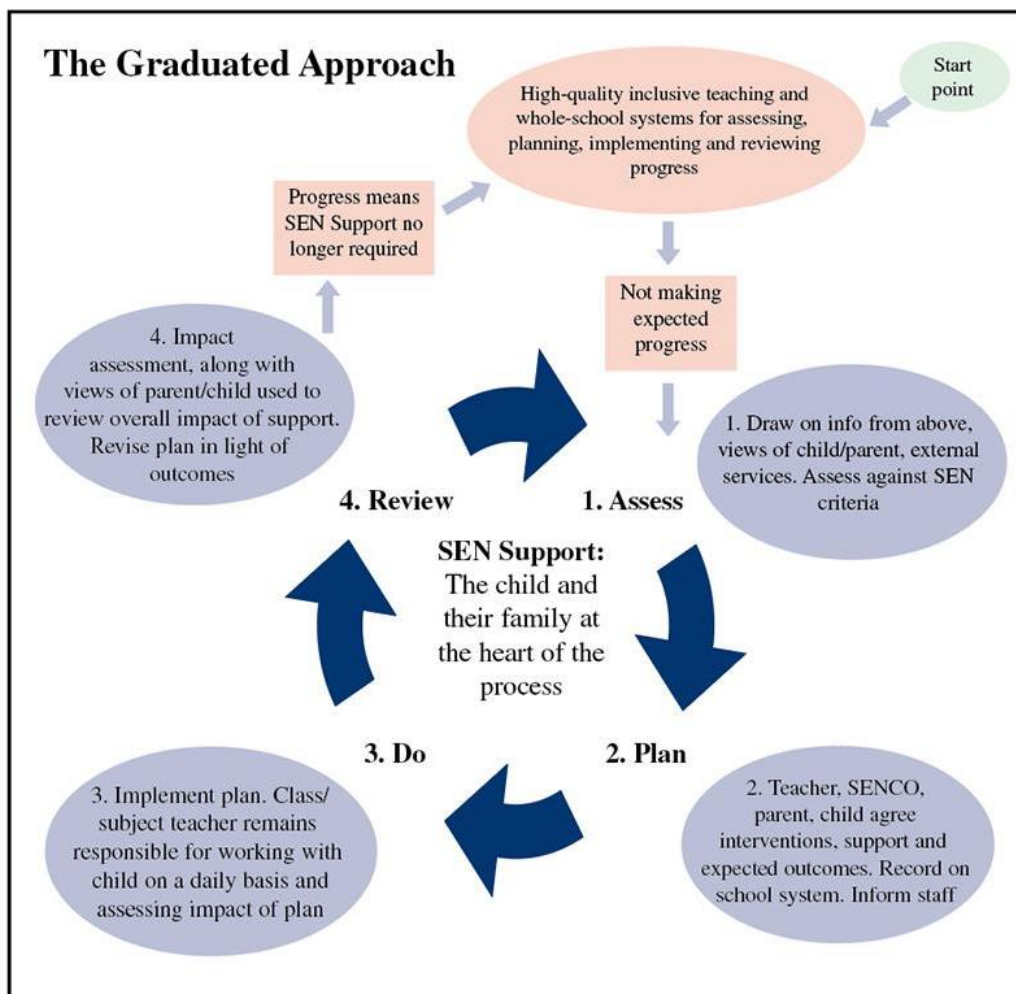 The Graduated Approach
Start
point
High-quality inclusive teaching and
whole-school systems for assessing,
planning, implementing and reviewing
progress
Progress means
SEN Support no
longer required
Not making
expected
progress
4. Impact
assessment, along with
views of parent/child used to
review overall impact of support.
Revise plan in light of
outcomes
1. Draw on info from above,
views of child/parent, external
services. Assess against SEN
criteria
4. Review
1. Assess
SEN Support:
The child and
their family at
the heart of the
process
3. Do
2. Plan
3. Implement plan. Class/
subject teacher remains
responsible for working with
child on a daily basis and
assessing impact of plan
2. Teacher, SENCO,
parent, child agree
interventions, support and
expected outcomes. Record on
school system. Inform staff